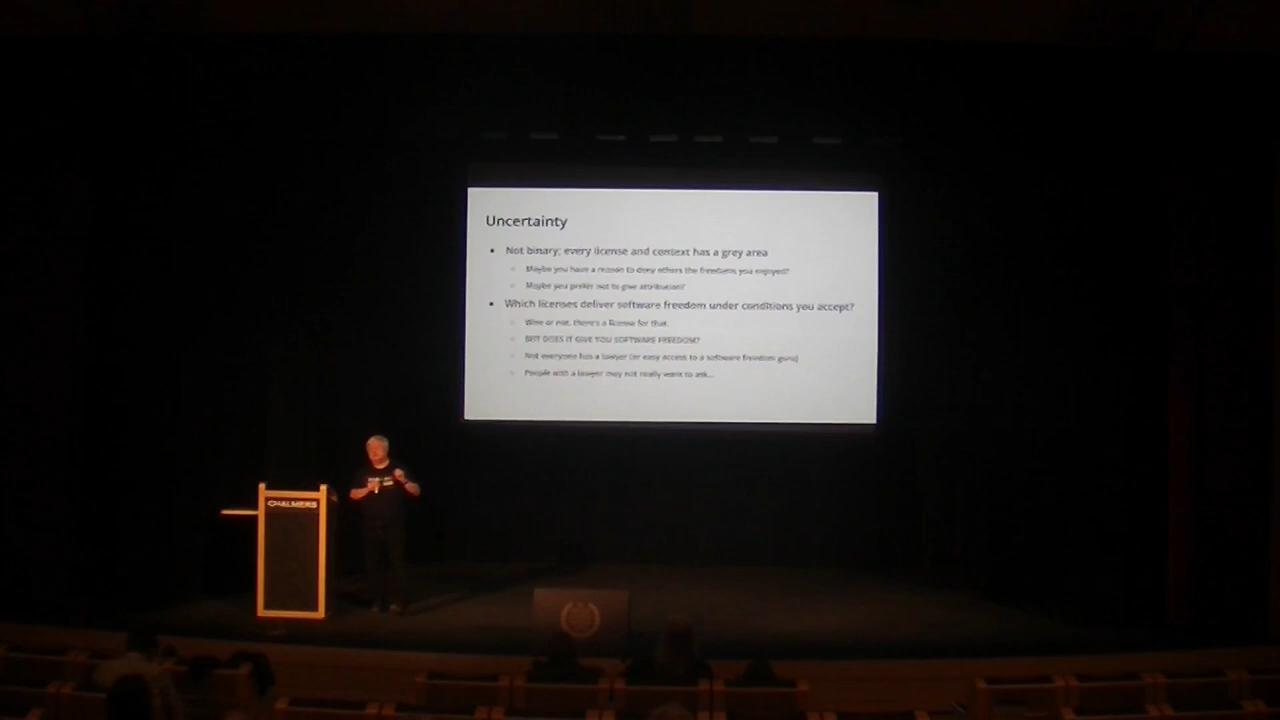 Uncertainty
Not binary; every license and context has a grey area
Maybe you have a reason to deny others the freedoms you enjoyed?
Maybe you prefer not to give attribution?
Which licenses deliver software freedom under conditions you accept?
Wise or not, there's a license for that.
BUT DOES IT GIVE YOU SOFTWARE FREEDOM?
Not everyone has a lawyer (or easy access to a software freedom guru)
People with a lawyer may not really want to ask...
CHALMERS